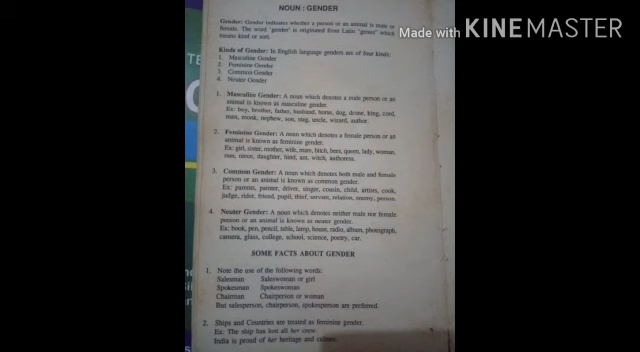 NOUN : GENDER
Made with KINEMASTER
Gender: Gender indicates whether a person or an animal is male or
female. The word 'gender' is originated from Latin "genus" which
means kind or sort.
Kinds of Gender: In English language genders are of four kinds:
1. Masculine Gender
2. Feminine Gender
3. Common Gender
4. Neuter Gender
1. Masculine Gender: A noun which denotes a male person or an
animal is known as masculine gender.
Ex: boy, brother, father, husband, horse, dog, drone, king, lord,
man, monk, nephew, son, stag, uncle, wizard, author.
2. Feminine Gender: A noun which denotes a female person or an
animal is known as feminine gender.
Ex: girl, sister, mother, wife, mare, bitch, bees, queen, lady, woman,
nun, niece, daughter, hind, ant, witch, authoress.
3. Common Gender: A noun which denotes both male and female
person or an animal is known as common gender.
Ex: parents, painter, driver, singer, cousin, child, artists, cook,
judge, rider, friend, pupil, thief, servant, relation, enemy, person.
4. Neuter Gender: A noun which denotes neither male nor female
person or an animal is known as neuter gender.
Ex: book, pen, pencil, table, lamp, house, radio, album, photograph,
camera, glass, college, school, science, poetry, car.
SOME FACTS ABOUT GENDER
1. Note the use of the following words:
Salesman Saleswoman or girl
Spokesman Spokeswoman
Chairman Chairperson or woman
But salesperson, chairperson, spokesperson are preferred.
2. Ships and Countries are treated as feminine gender.
Ex: The ship has lost all her crew.
India is proud of her heritage and culture.